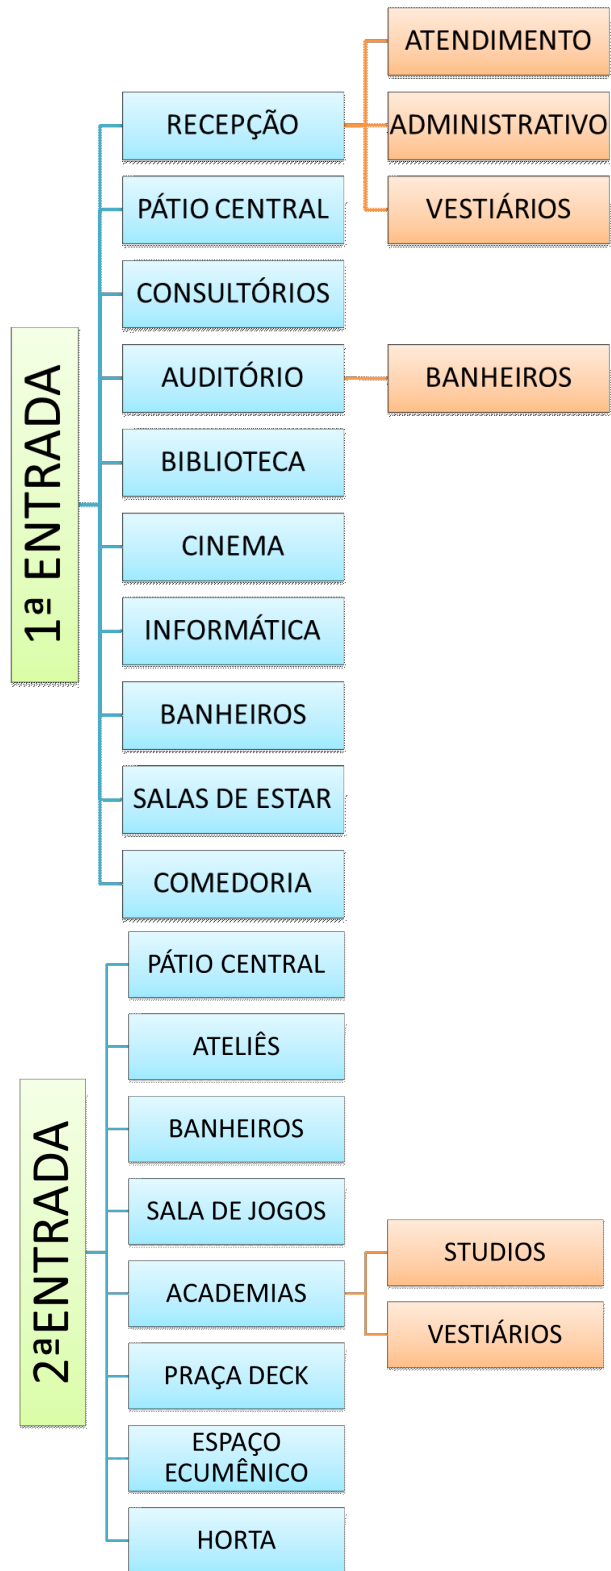 1ª ENTRADA
RECEPÇÃO
ATENDIMENTO
ADMINISTRATIVO
VESTIÁRIOS
PÁTIO CENTRAL
CONSULTÓRIOS
AUDITÓRIO
BANHEIROS
BIBLIOTECA
CINEMA
INFORMÁTICA
BANHEIROS
SALAS DE ESTAR
COMEDORIA
2ªENTRADA
PÁTIO CENTRAL
ATELIÊS
BANHEIROS
SALA DE JOGOS
ACADEMIAS
STUDIOS
VESTIÁRIOS
PRAÇA DECK
ESPAÇO
ECUMÊNICO
HORTA